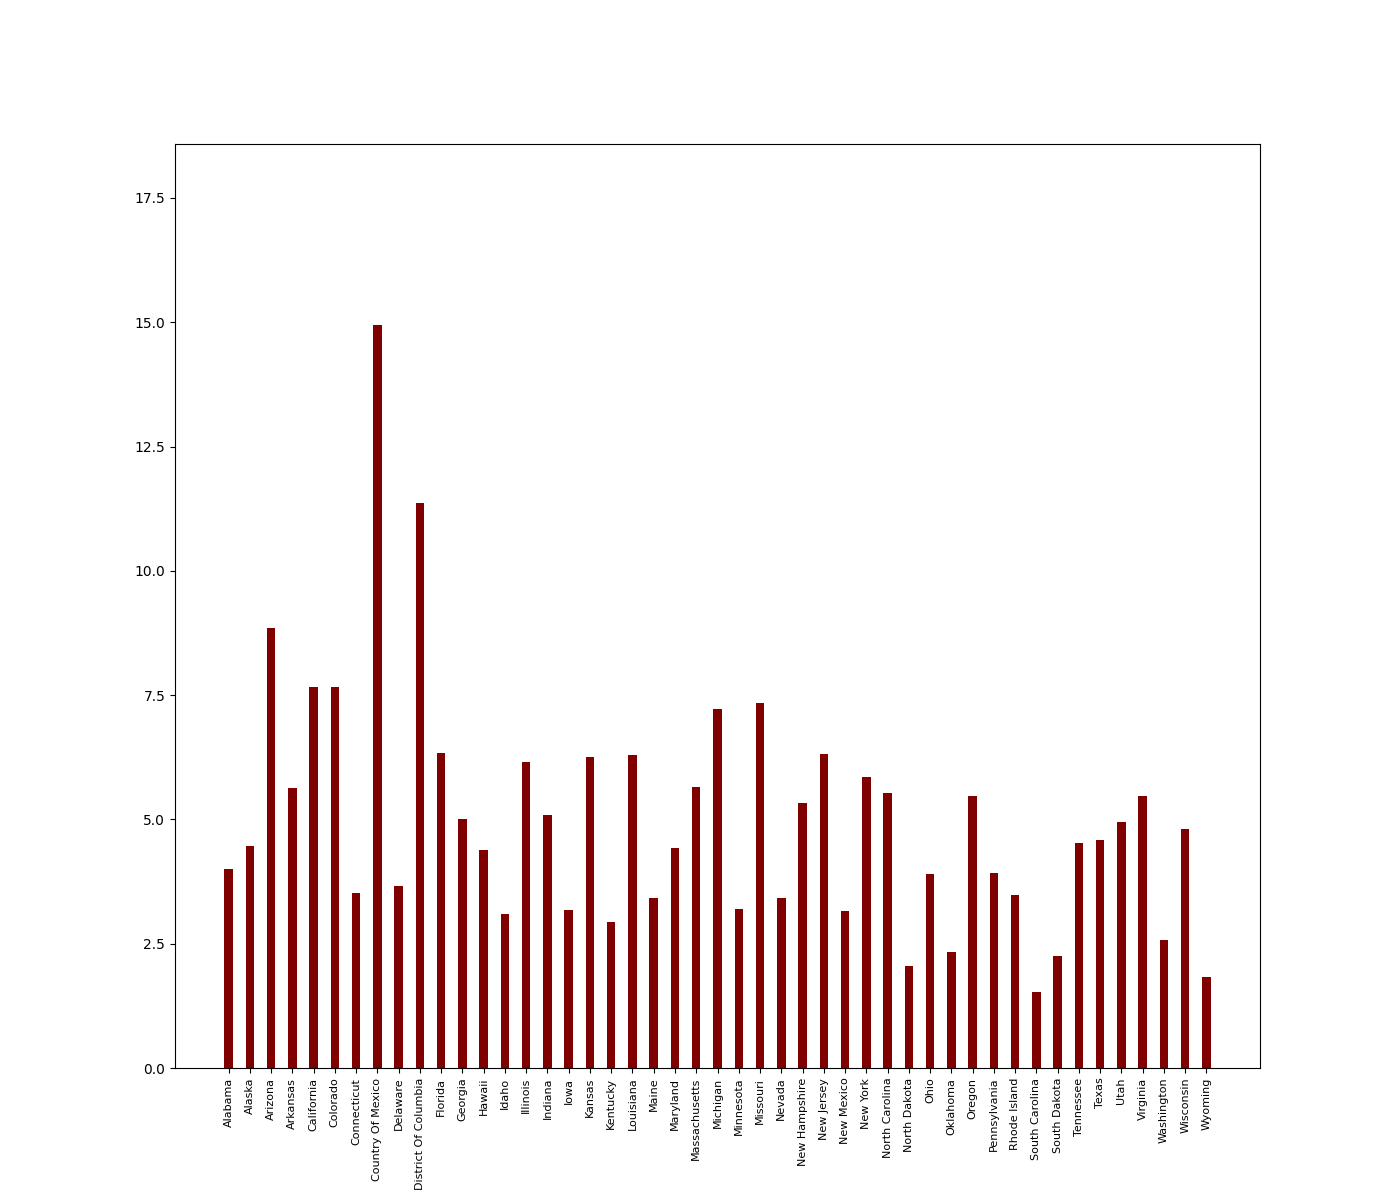 17.5
15.0
12.5
10.0
7.5
5.0
2.5
0.0
Alabama
Alaska
Arizona
Arkansas
California
Colorado
Connecticut
Country Of Mexico
Delaware
District Of Columbia
Florida
Georgia
Hawaii
Idaho
Illinois
Indiana
Iowa
Kansas
Kentucky
Louisiana
Maine
Maryland
Massachusetts
Michigan
Minnesota
Missouri
Nevada
New Hampshire
New Jersey
New Mexico
New York
North Carolina
North Dakota
Ohio
Oklahoma
Oregon
Pennsylvania
Rhode Island
South Carolina
South Dakota
Tennessee
Texas
Utah
Virginia
Washington
Wisconsin
Wyoming